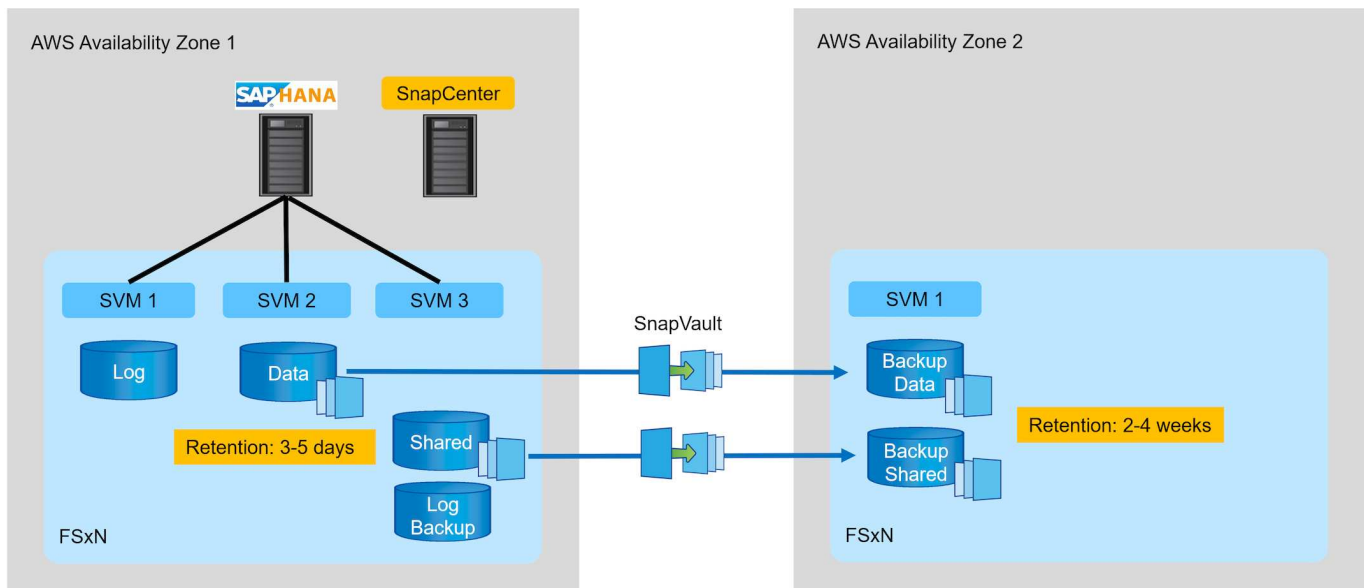 AWS Availability Zone 1
AWS Availability Zone 2
SAP HANA
SnapCenter
SVM 1
SVM 2
SVM 3
SnapVault
SVM 1
Log
Data
Backup
Data
Retention: 3-5 days
Shared
Retention: 2-4 weeks
Backup
Shared
Log
Backup
FSxN
FSxN